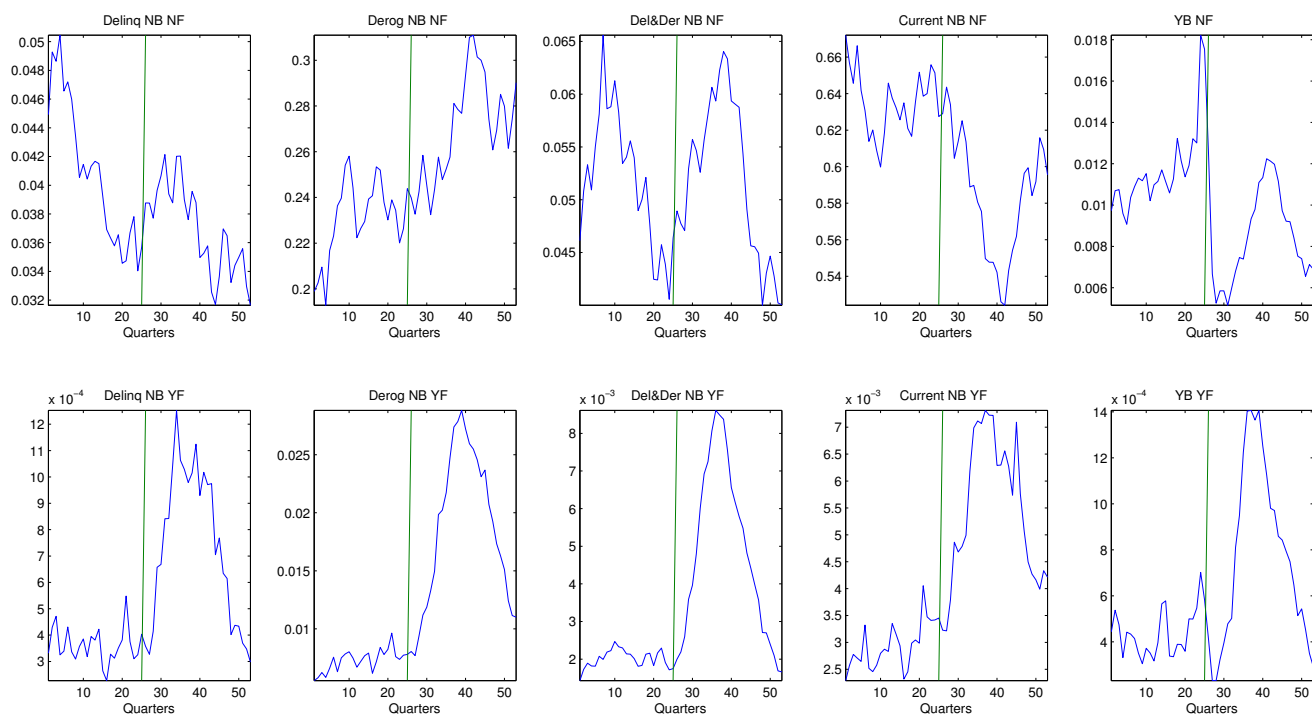 Delinq NB NF
0.05
0.048
0.046
0.044
0.042
0.04
0.038
0.036
0.034
0.032
10 20 30 40 50
Quarters
Derog NB NF
0.3
0.28
0.26
0.24
0.22
0.2
10 20 30 40 50
Quarters
Del&Der NB NF
0.065
0.06
0.055
0.05
0.045
10 20 30 40 50
Quarters
Current NB NF
0.66
0.64
0.62
0.6
0.58
0.56
0.54
10 20 30 40 50
Quarters
YB NF
0.018
0.016
0.014
0.012
0.01
0.008
0.006
10 20 30 40 50
Quarters
Delinq NB YF
x 10⁻⁴
12
11
10
9
8
7
6
5
4
3
10 20 30 40 50
Quarters
Derog NB YF
0.025
0.02
0.015
0.01
10 20 30 40 50
Quarters
Del&Der NB YF
x 10⁻³
8
7
6
5
4
3
2
10 20 30 40 50
Quarters
Current NB YF
x 10⁻³
7
6.5
6
5.5
5
4.5
4
3.5
3
2.5
10 20 30 40 50
Quarters
YB YF
x 10⁻⁴
14
12
10
8
6
4
10 20 30 40 50
Quarters